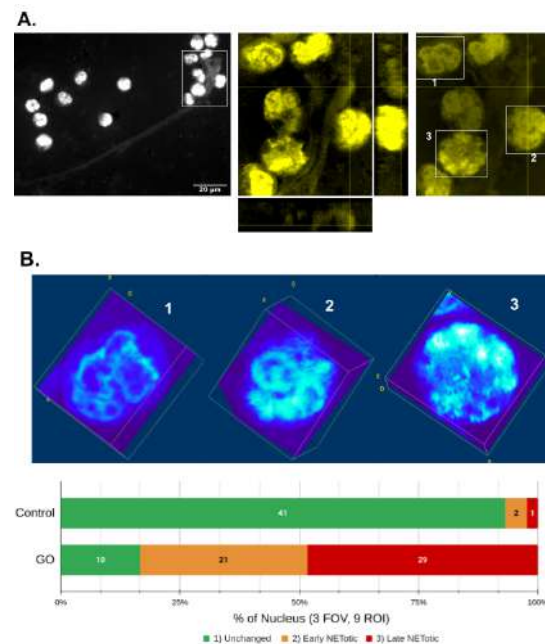 A.
20 µm
1
2
3
B.
1
2
3
Control
41
2
1
GO
10
21
29
0%
25%
50%
75%
100%
% of Nucleus (3 FOV, 9 ROI)
1) Unchanged 2) Early NETotic 3) Late NETotic